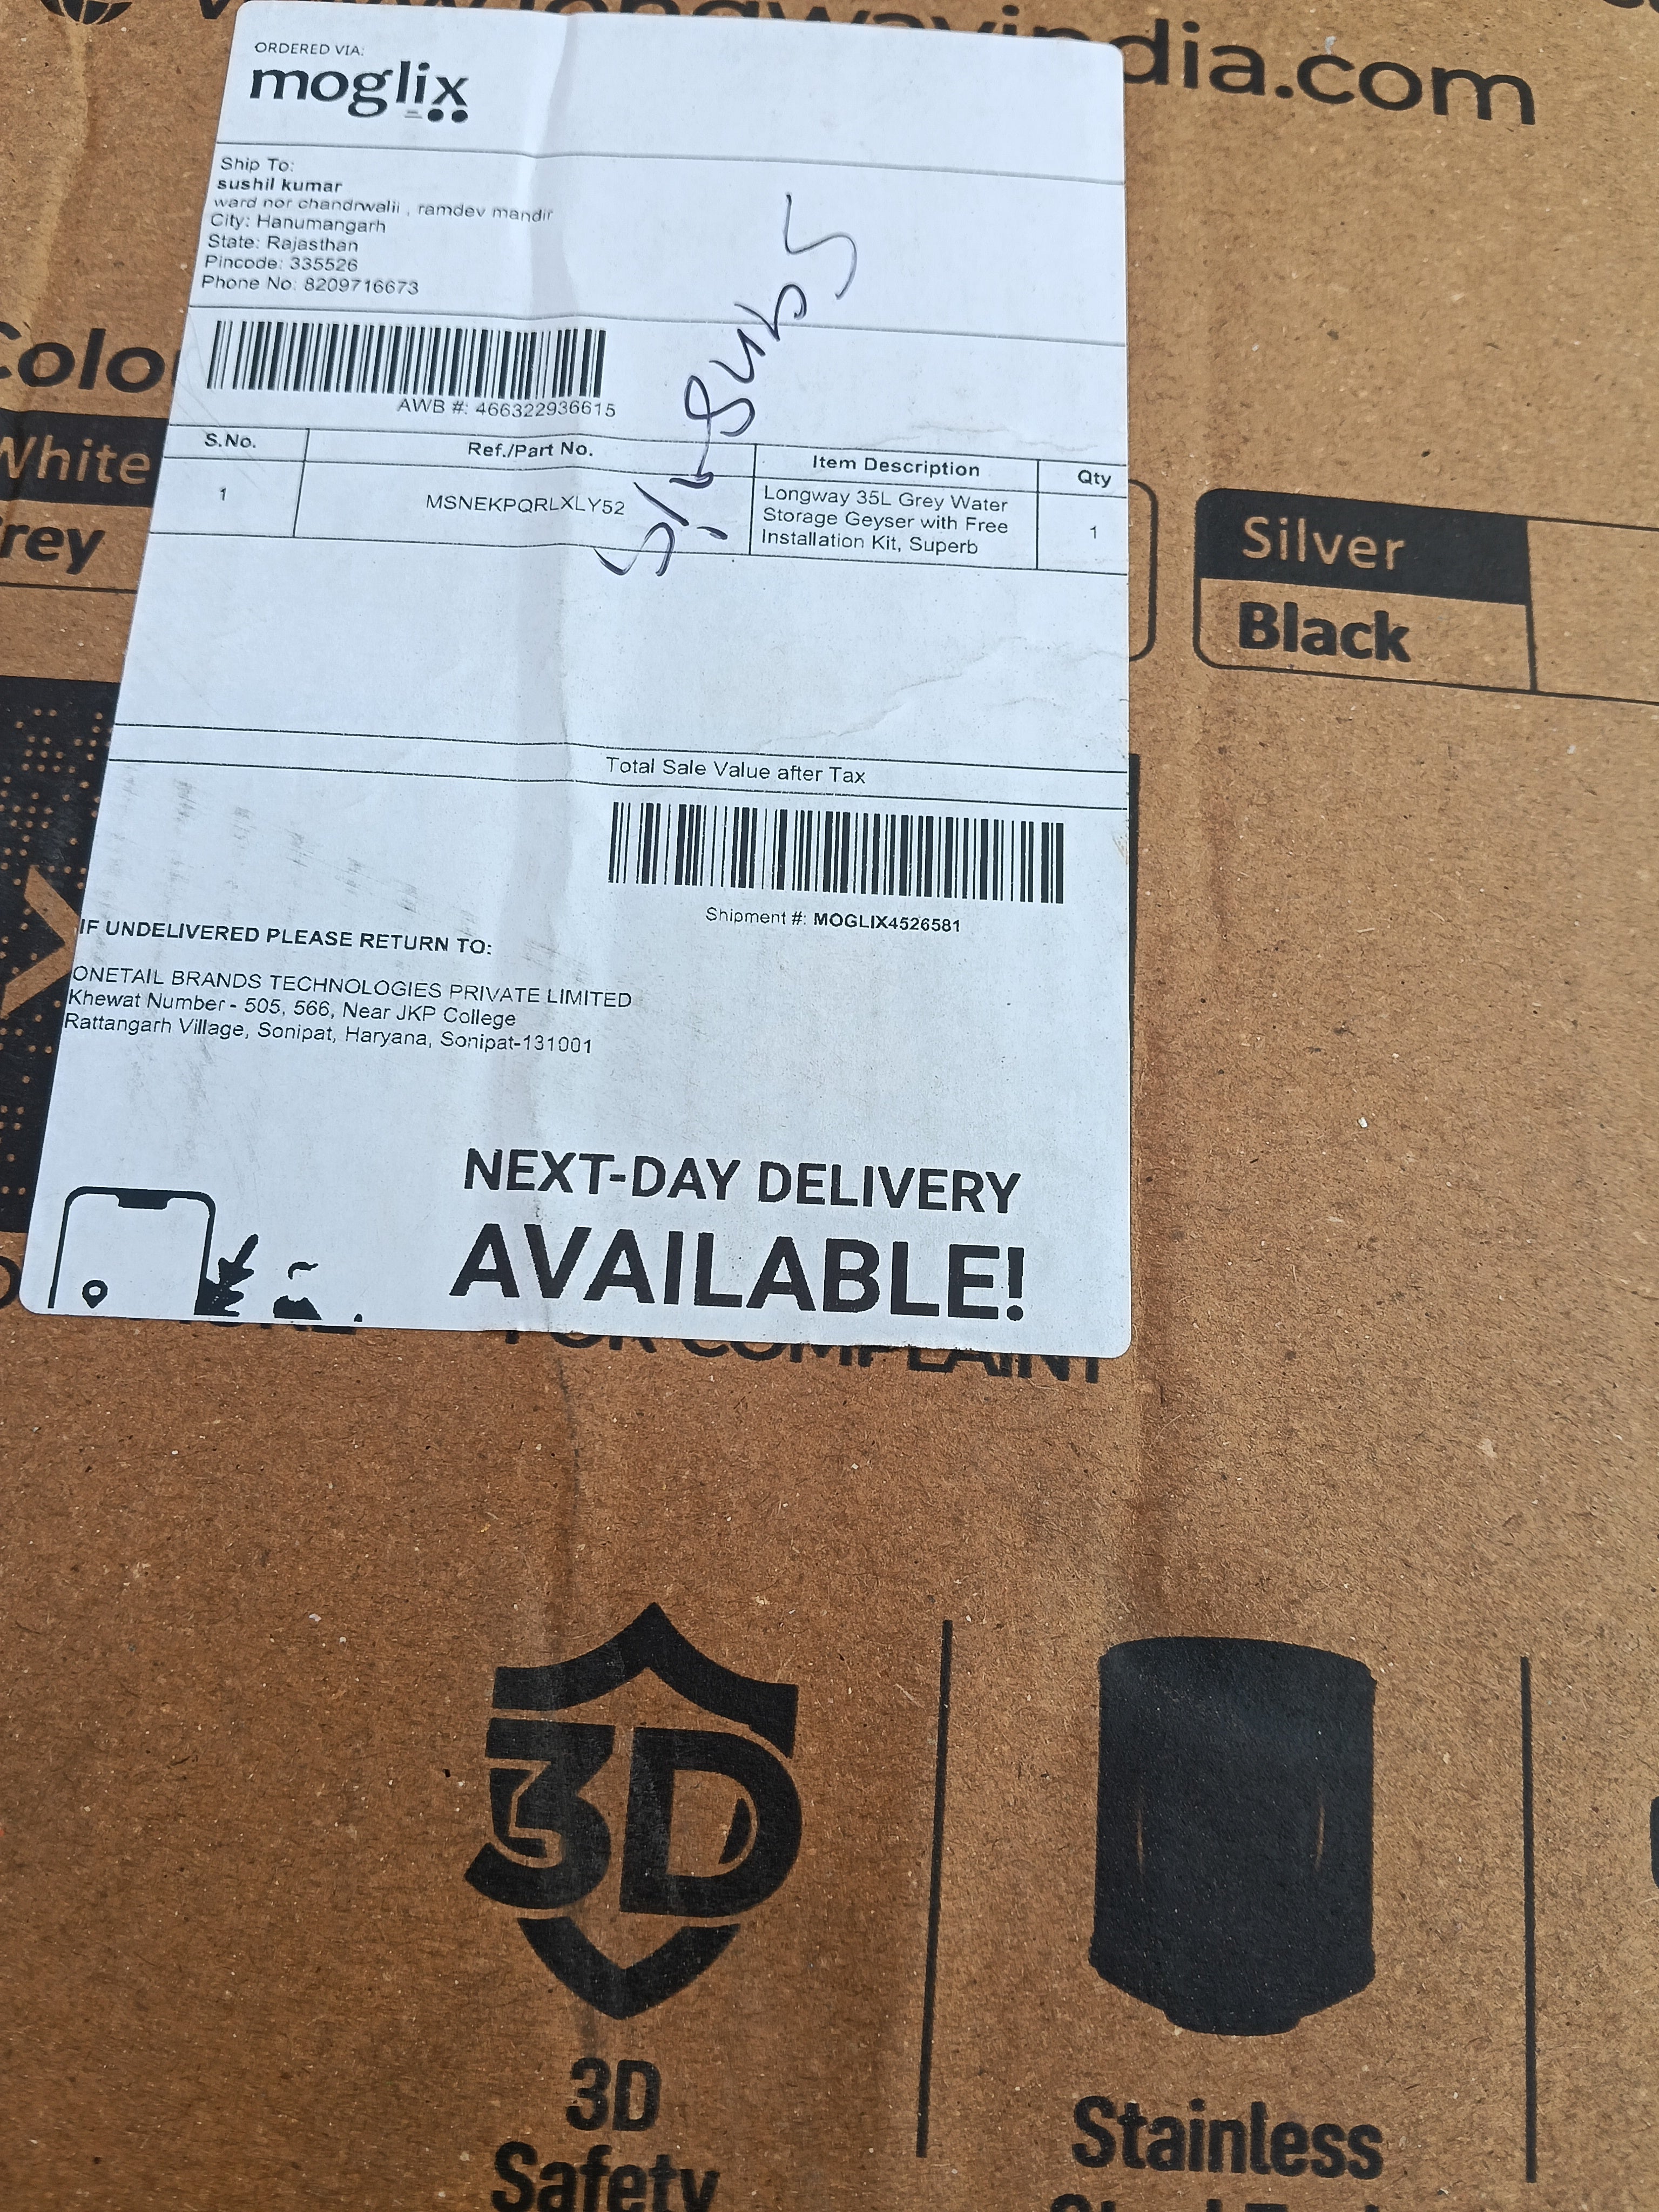 ORDERED VIA:
moglix
dia.com
Ship To:
sushil kumar
ward nor chandrwalii , ramdev mandir
City: Hanumangarh
State: Rajasthan
Pincode: 335526
Phone No: 8209716673
AWB #: 466322936615
S.No. Ref./Part No. Item Description Qty
1 MSNEKPQRLXLY52 Longway 35L Grey Water
Storage Geyser with Free
Installation Kit, Superb 1
Colo
White
rey
Silver
Black
Total Sale Value after Tax
Shipment #: MOGLIX4526581
IF UNDELIVERED PLEASE RETURN TO:
ONETAIL BRANDS TECHNOLOGIES PRIVATE LIMITED
Khewat Number - 505, 566, Near JKP College
Rattangarh Village, Sonipat, Haryana, Sonipat-131001
NEXT-DAY DELIVERY
AVAILABLE!
FOR COMPLAINT
3D
3D
Safety
Stainless